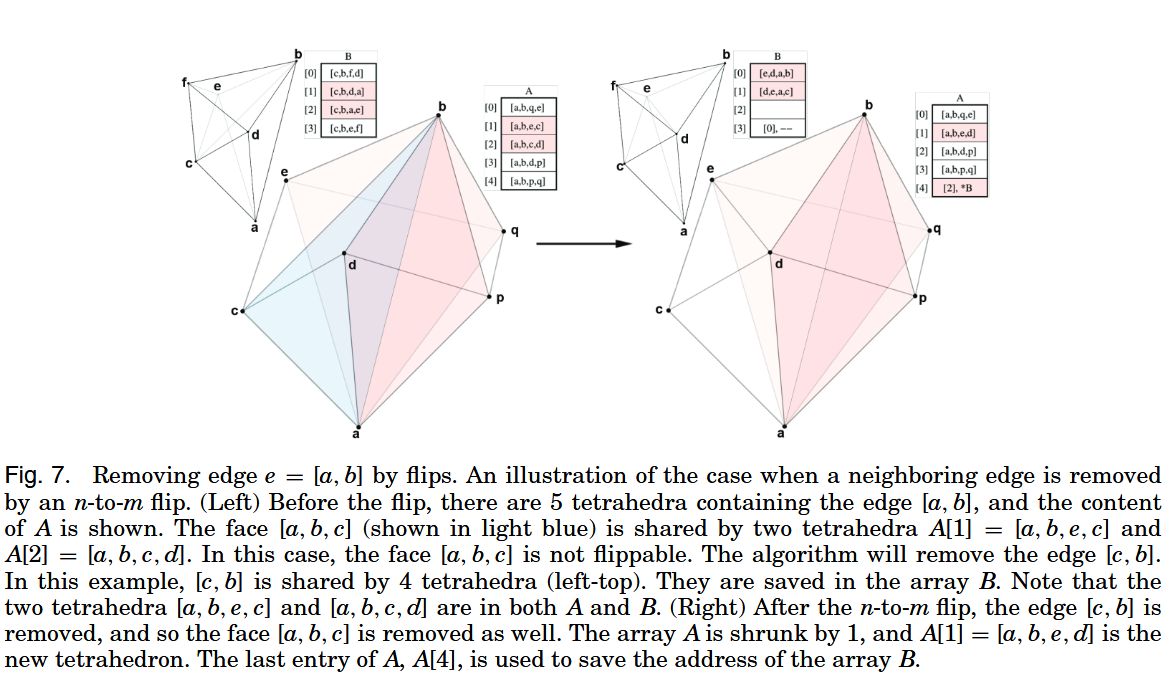 b
B
f
e
[0] [c,b,f,d]
[1] [c,b,d,a]
[2] [c,b,a,e]
[3] [c,b,e,f]
d
c
a
A
[0] [a,b,q,e]
[1] [a,b,e,c]
[2] [a,b,c,d]
[3] [a,b,d,p]
[4] [a,b,p,q]
b
e
q
d
p
c
a
b
B
f
e
[0] [e,d,a,b]
[1] [d,e,a,c]
[2]
[3] [0], --
d
c
a
A
[0] [a,b,q,e]
[1] [a,b,e,d]
[2] [a,b,d,p]
[3] [a,b,p,q]
[4] [2], *B
b
e
q
d
p
c
a
Fig. 7. Removing edge e = [a, b] by flips. An illustration of the case when a neighboring edge is removed
by an n-to-m flip. (Left) Before the flip, there are 5 tetrahedra containing the edge [a, b], and the content
of A is shown. The face [a, b, c] (shown in light blue) is shared by two tetrahedra A[1] = [a, b, e, c] and
A[2] = [a, b, c, d]. In this case, the face [a, b, c] is not flippable. The algorithm will remove the edge [c, b].
In this example, [c, b] is shared by 4 tetrahedra (left-top). They are saved in the array B. Note that the
two tetrahedra [a, b, e, c] and [a, b, c, d] are in both A and B. (Right) After the n-to-m flip, the edge [c, b] is
removed, and so the face [a, b, c] is removed as well. The array A is shrunk by 1, and A[1] = [a, b, e, d] is the
new tetrahedron. The last entry of A, A[4], is used to save the address of the array B.